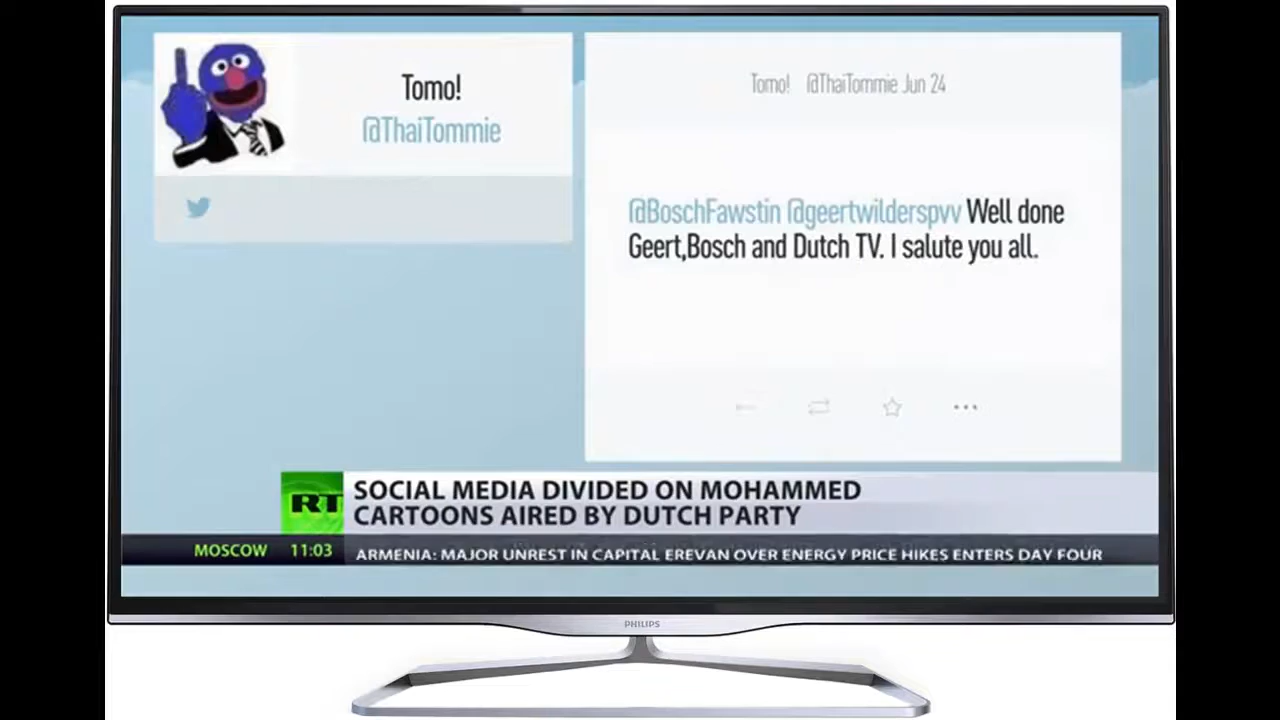 Tomo!
@ThaiTommie
Tomo! @ThaiTommie Jun 24
@BoschFawstin @geertwilderspvv Well done
Geert,Bosch and Dutch TV. I salute you all.
RT
SOCIAL MEDIA DIVIDED ON MOHAMMED
CARTOONS AIRED BY DUTCH PARTY
MOSCOW 11:03
ARMENIA: MAJOR UNREST IN CAPITAL EREVAN OVER ENERGY PRICE HIKES ENTERS DAY FOUR
PHILIPS